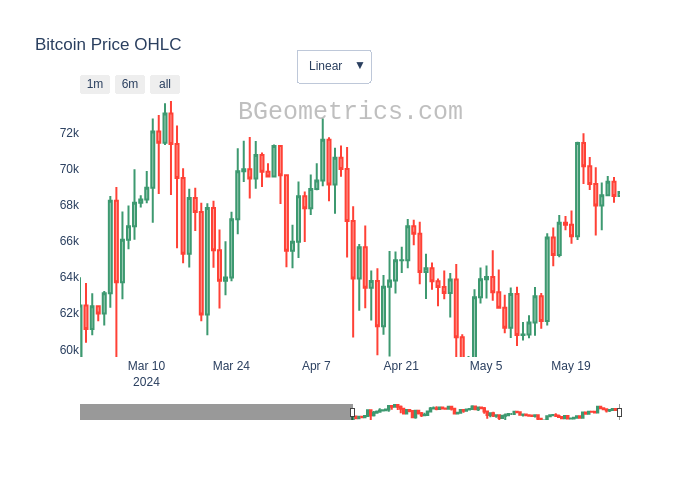 Bitcoin Price OHLC
Linear ▼
1m 6m all
BGeometrics.com
72k
70k
68k
66k
64k
62k
60k
Mar 10 Mar 24 Apr 7 Apr 21 May 5 May 19
2024